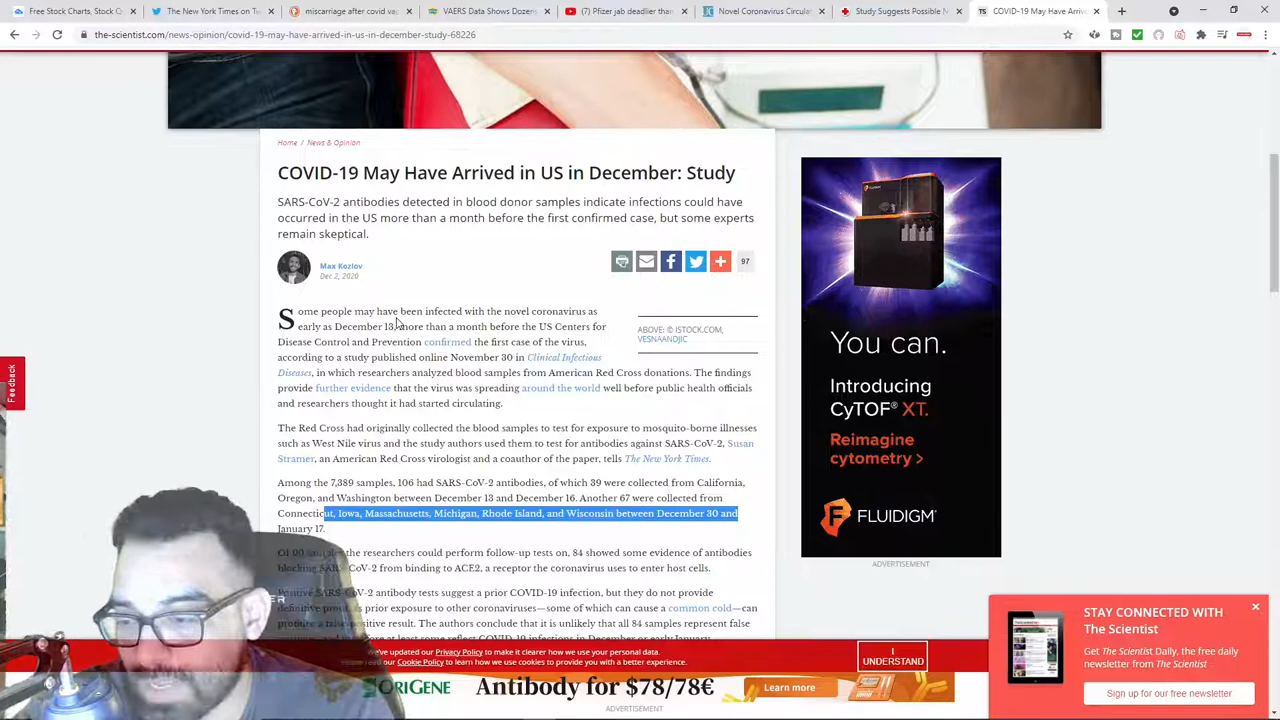 Free Stock Charts, Stock Q
The New York Times on Tw
miscarriage after covid vac
VAERS Data Shows Dozens
Pfizer jab deadlier than
Novel Coronavirus Circula
Study Suggests Possible N
COVID-19 May Have Arrive
the-scientist.com/news-opinion/covid-19-may-have-arrived-in-us-in-december-study-68226
Home / News & Opinion
COVID-19 May Have Arrived in US in December: Study
SARS-CoV-2 antibodies detected in blood donor samples indicate infections could have
occurred in the US more than a month before the first confirmed case, but some experts
remain skeptical.
Max Kozlov
Dec 2, 2020
97
Some people may have been infected with the novel coronavirus as
early as December 13, more than a month before the US Centers for
Disease Control and Prevention confirmed the first case of the virus,
according to a study published online November 30 in Clinical Infectious
Diseases, in which researchers analyzed blood samples from American Red Cross donations. The findings
provide further evidence that the virus was spreading around the world well before public health officials
and researchers thought it had started circulating.
ABOVE: © ISTOCK.COM,
VESNAANDJIC
The Red Cross had originally collected the blood samples to test for exposure to mosquito-borne illnesses
such as West Nile virus and the study authors used them to test for antibodies against SARS-CoV-2, Susan
Stramer, an American Red Cross virologist and a coauthor of the paper, tells The New York Times.
Among the 7,389 samples, 106 had SARS-CoV-2 antibodies, of which 39 were collected from California,
Oregon, and Washington between December 13 and December 16. Another 67 were collected from
Connecticut, Iowa, Massachusetts, Michigan, Rhode Island, and Wisconsin between December 30 and
January 17.
Of 90 the researchers could perform follow-up tests on, 84 showed some evidence of antibodies
blocking CoV-2 from binding to ACE2, a receptor the coronavirus uses to enter host cells.
SARS-CoV-2 antibody tests suggest a prior COVID-19 infection, but they do not provide
prior exposure to other coronaviruses—some of which can cause a common cold—can
positive result. The authors conclude that it is unlikely that all 84 represent false
at least some reflect COVID-19 infections in December or early January.
Feedback
You can.
Introducing
CyTOF® XT.
Reimagine
cytometry >
FLUIDIGM
ADVERTISEMENT
STAY CONNECTED WITH
The Scientist
Get The Scientist Daily, the free daily
newsletter from The Scientist
Sign up for our free newsletter
We've updated our Privacy Policy to make it clearer how we use your personal data.
our Cookie Policy to learn how we use cookies to provide you with a better experience.
I
UNDERSTAND
ORIGENE
Antibody for $78/78€
Learn more
ADVERTISEMENT